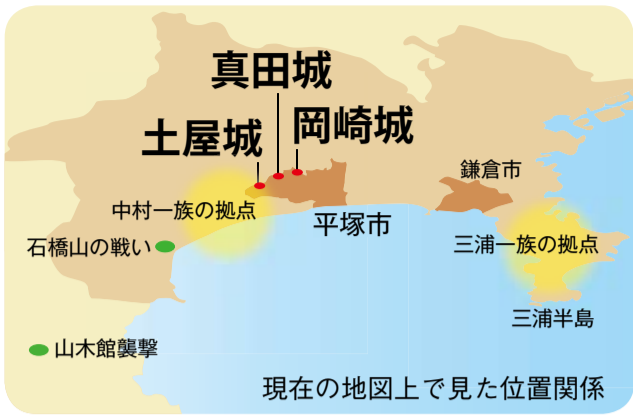 真田城
岡崎城
土屋城
鎌倉市
中村一族の拠点
平塚市
石橋山の戦い
三浦一族の拠点
三浦半島
山木館襲撃
現在の地図上で見た位置関係